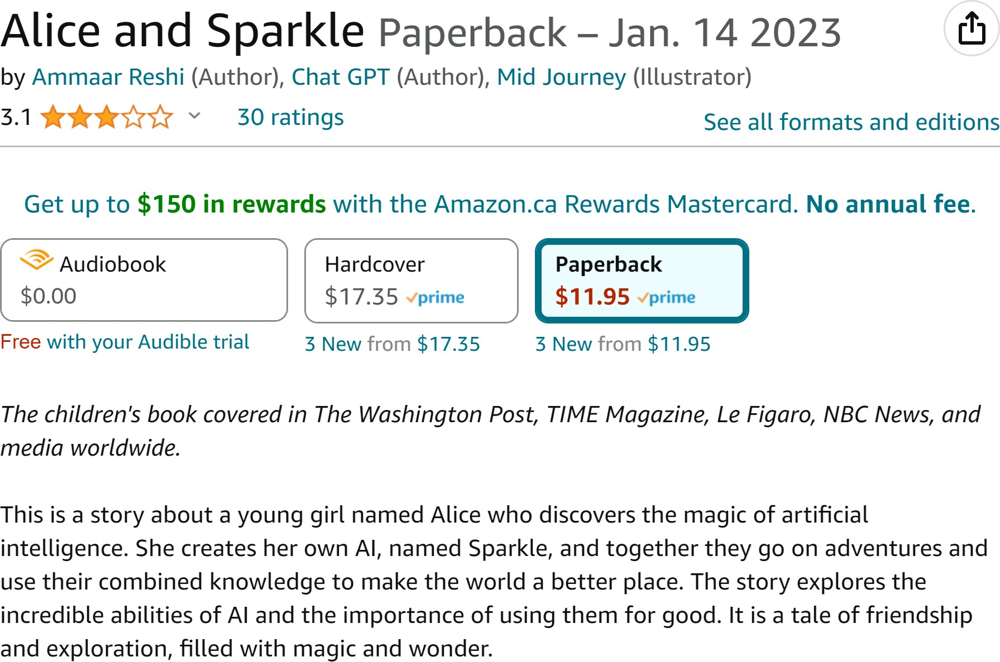 Alice and Sparkle Paperback – Jan. 14 2023
by Ammaar Reshi (Author), Chat GPT (Author), Mid Journey (Illustrator)
3.1 30 ratings
See all formats and editions
Get up to $150 in rewards with the Amazon.ca Rewards Mastercard. No annual fee.
Audiobook
$0.00
Free with your Audible trial
Hardcover
$17.35 prime
3 New from $17.35
Paperback
$11.95 prime
3 New from $11.95
The children's book covered in The Washington Post, TIME Magazine, Le Figaro, NBC News, and
media worldwide.
This is a story about a young girl named Alice who discovers the magic of artificial
intelligence. She creates her own AI, named Sparkle, and together they go on adventures and
use their combined knowledge to make the world a better place. The story explores the
incredible abilities of AI and the importance of using them for good. It is a tale of friendship
and exploration, filled with magic and wonder.